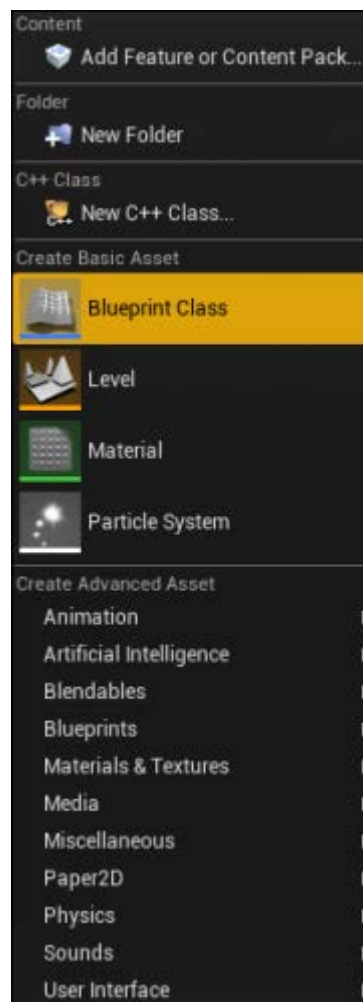 Content
Add Feature or Content Pack...
Folder
New Folder
C++ Class
C++
New C++ Class...
Create Basic Asset
Blueprint Class
Level
Material
Particle System
Create Advanced Asset
Animation
Artificial Intelligence
Blendables
Blueprints
Materials & Textures
Media
Miscellaneous
Paper2D
Physics
Sounds
User Interface